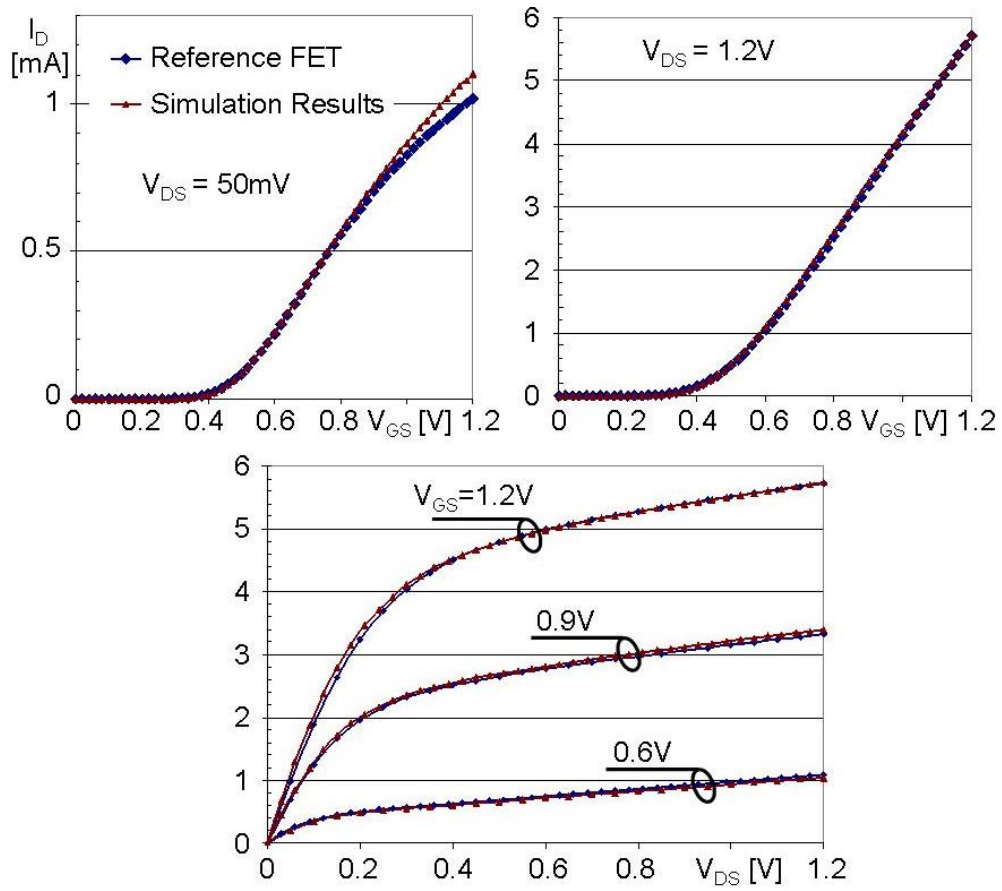 I_D
[mA]
Reference FET
Simulation Results
V_DS = 50mV
1
0.5
0
0 0.2 0.4 0.6 0.8 V_GS [V] 1.2
V_DS = 1.2V
6
5
4
3
2
1
0
0 0.2 0.4 0.6 0.8 V_GS [V] 1.2
V_GS=1.2V
0.9V
0.6V
6
5
4
3
2
1
0
0 0.2 0.4 0.6 0.8 V_DS [V] 1.2